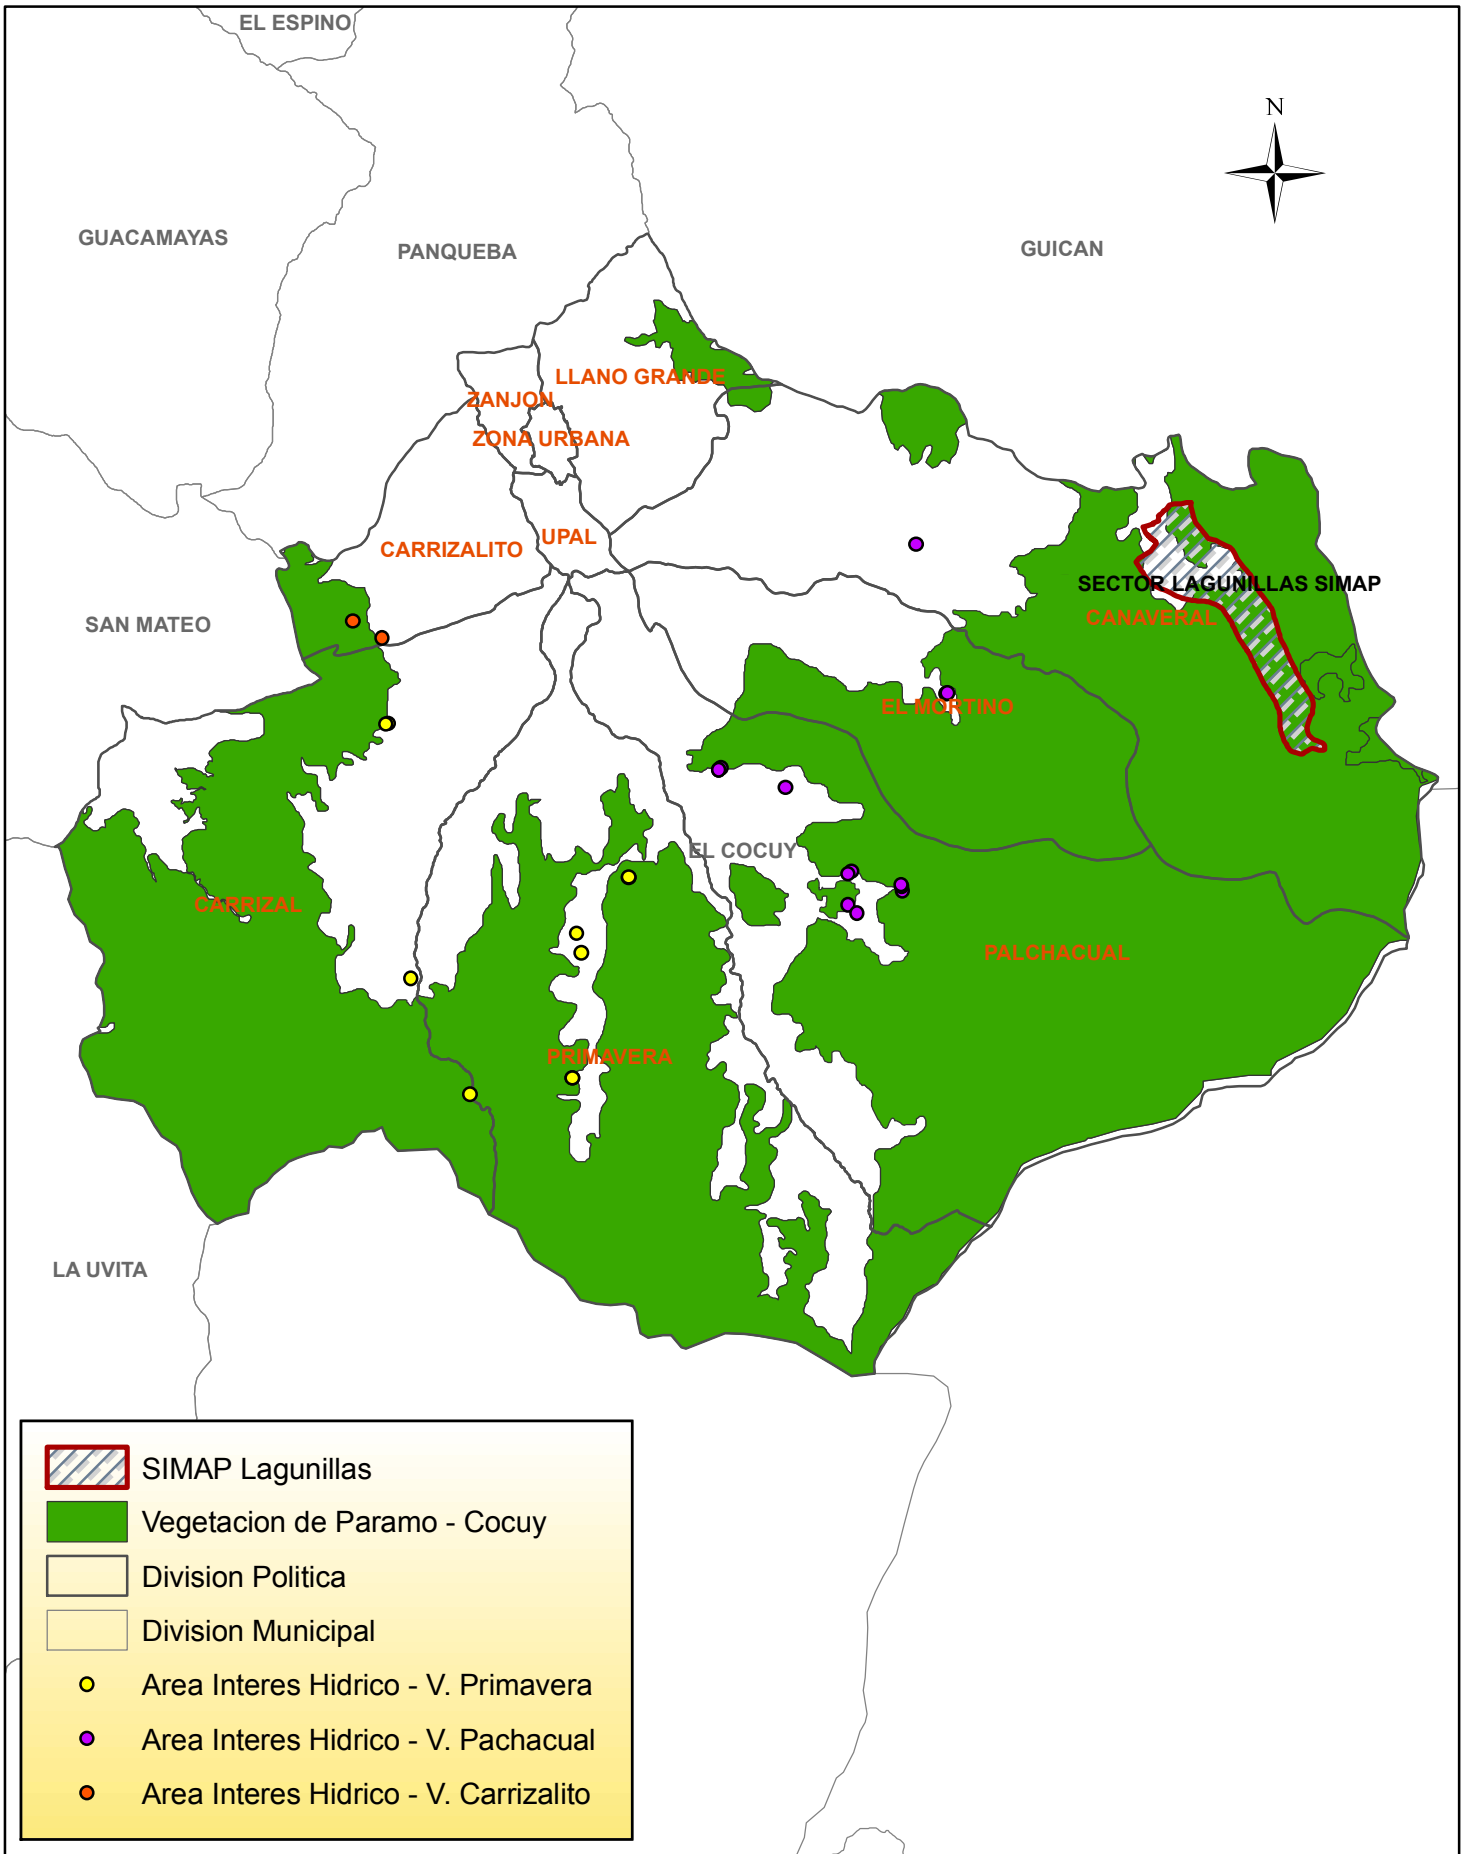 EL ESPINO
N
GUACAMAYAS
PANQUEBA
GUICAN
LLANO GRANDE
ZANJON
ZONA URBANA
UPAL
CARRIZALITO
SECTOR LAGUNILLAS SIMAP
CANAVERAL
SAN MATEO
EL MORTINO
EL COCUY
CARRIZAL
PALCHACUAL
PRIMAVERA
LA UVITA
SIMAP Lagunillas
Vegetacion de Paramo - Cocuy
Division Politica
Division Municipal
Area Interes Hidrico - V. Primavera
Area Interes Hidrico - V. Pachacual
Area Interes Hidrico - V. Carrizalito